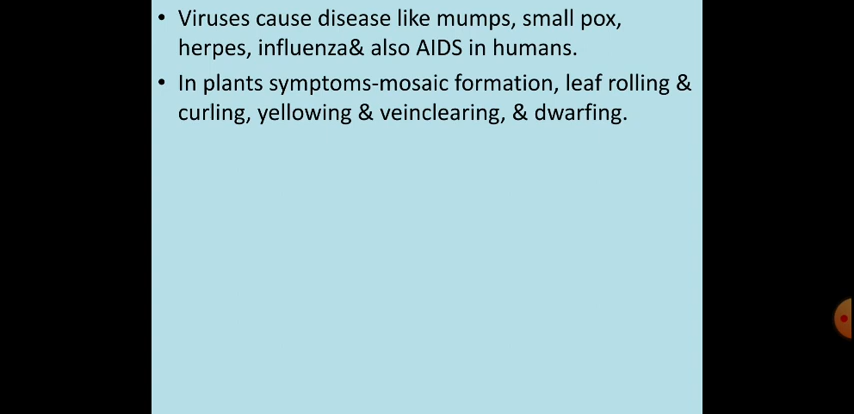 • Viruses cause disease like mumps, small pox,
herpes, influenza& also AIDS in humans.
• In plants symptoms-mosaic formation, leaf rolling &
curling, yellowing & veinclearing, & dwarfing.